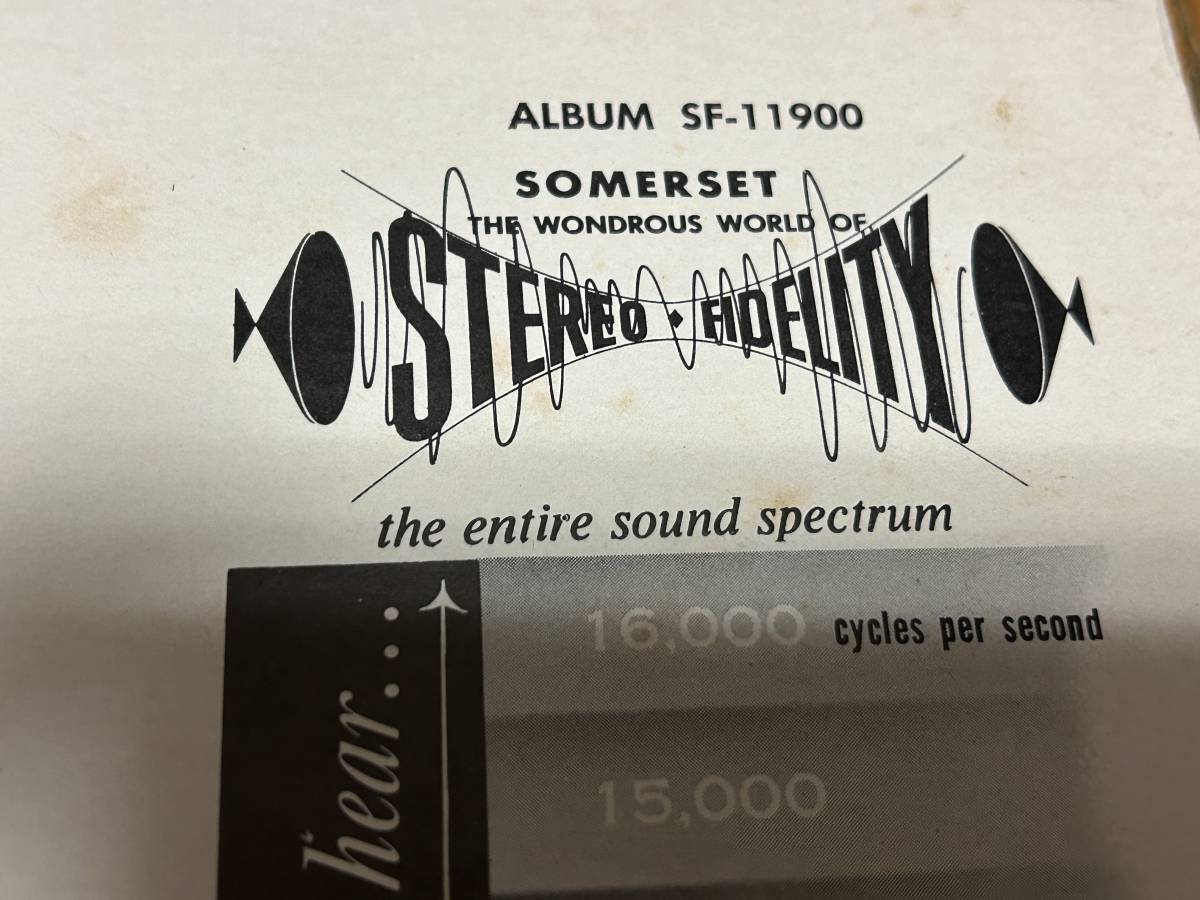 ALBUM SF-11900
SOMERSET
THE WONDROUS WORLD OF
STEREO • FIDELITY
the entire sound spectrum
16,000 cycles per second
15,000
hear...